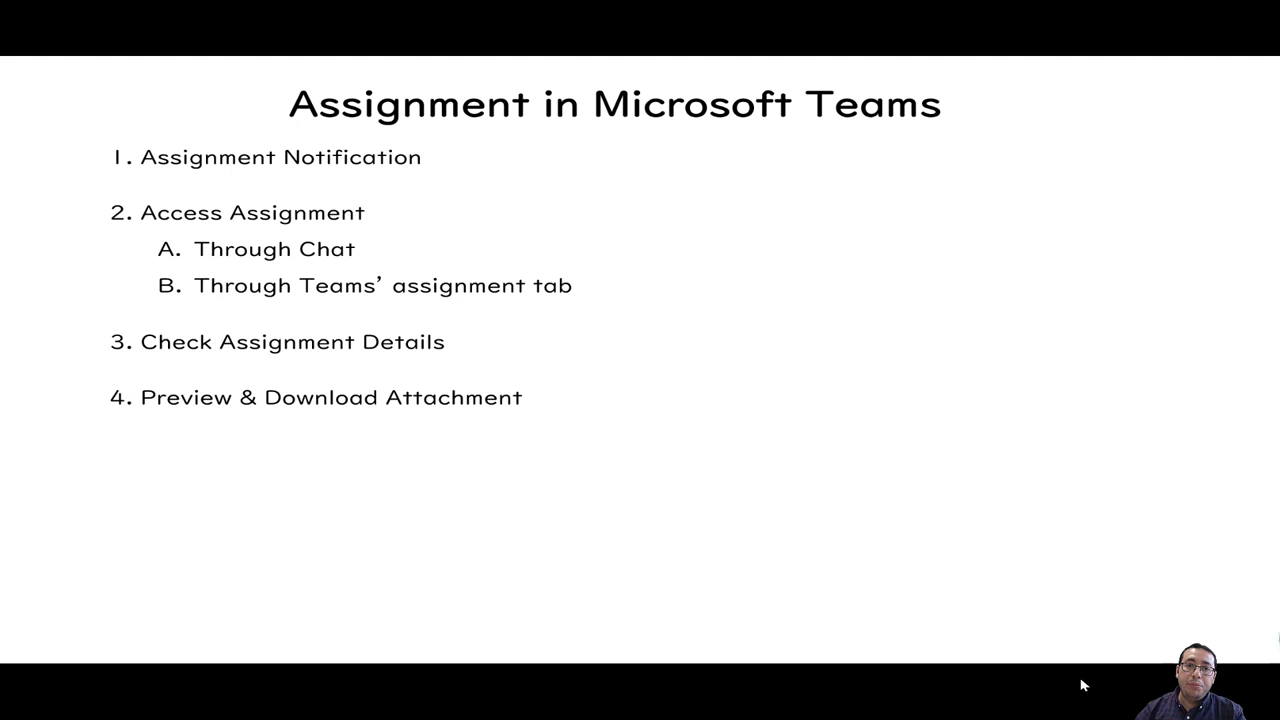 Assignment in Microsoft Teams
1. Assignment Notification
2. Access Assignment
A. Through Chat
B. Through Teams’ assignment tab
3. Check Assignment Details
4. Preview & Download Attachment